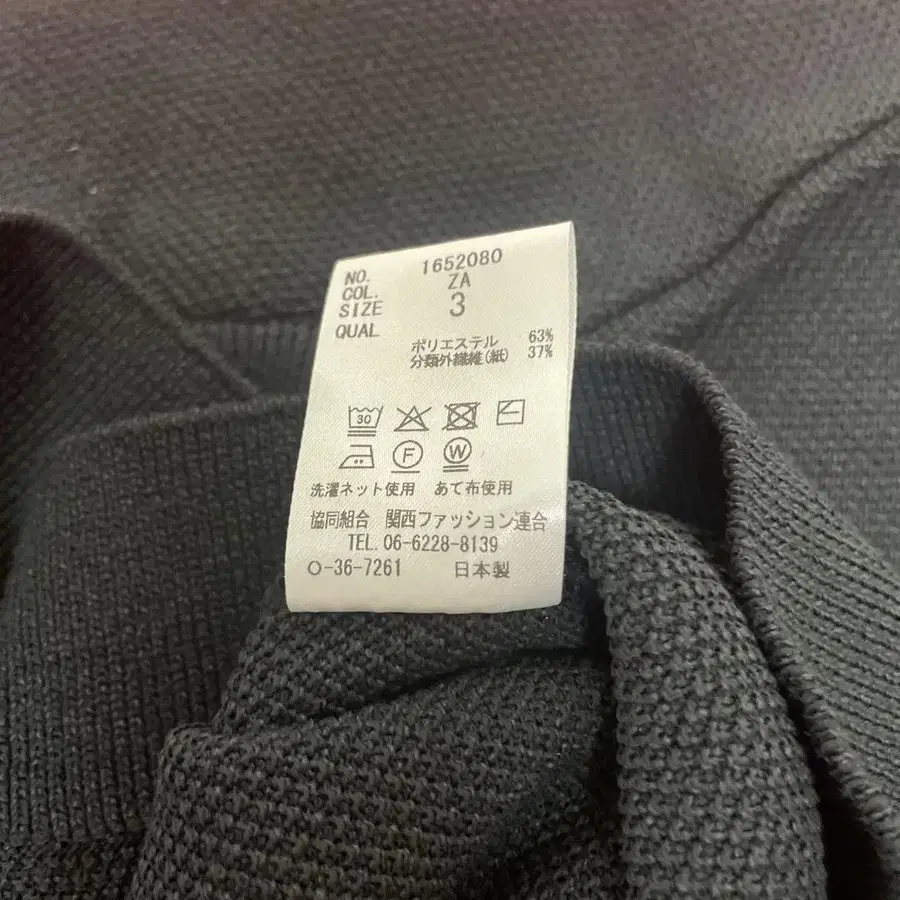 NO. 1652080
COL. ZA
SIZE 3
QUAL
ポリエステル 63%
分類外繊維(紙) 37%
30
F W
洗濯ネット使用 あて布使用
協同組合 関西ファッション連合
TEL. 06-6228-8139
O-36-7261 日本製